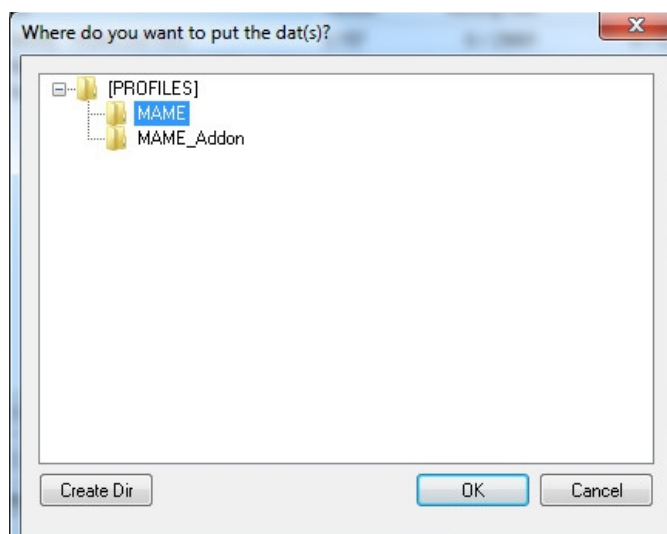 Where do you want to put the dat(s)?
[PROFILES]
MAME
MAME_Addon
Create Dir
OK
Cancel